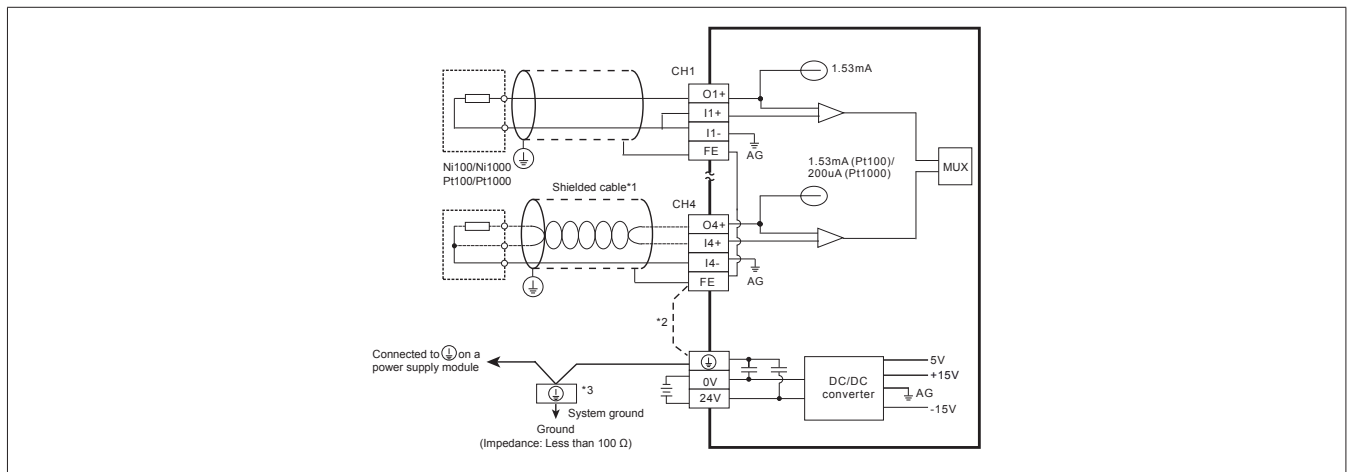 CH1
1.53mA
O1+
I1+
I1-
FE
AG
Ni100/Ni1000
Pt100/Pt1000
1.53mA (Pt100)/
200uA (Pt1000)
MUX
Shielded cable*1
CH4
O4+
I4+
I4-
FE
AG
*2
Connected to ⏚ on a
power supply module
*3
System ground
Ground
(Impedance: Less than 100 Ω)
0V
24V
DC/DC
converter
5V
+15V
AG
-15V